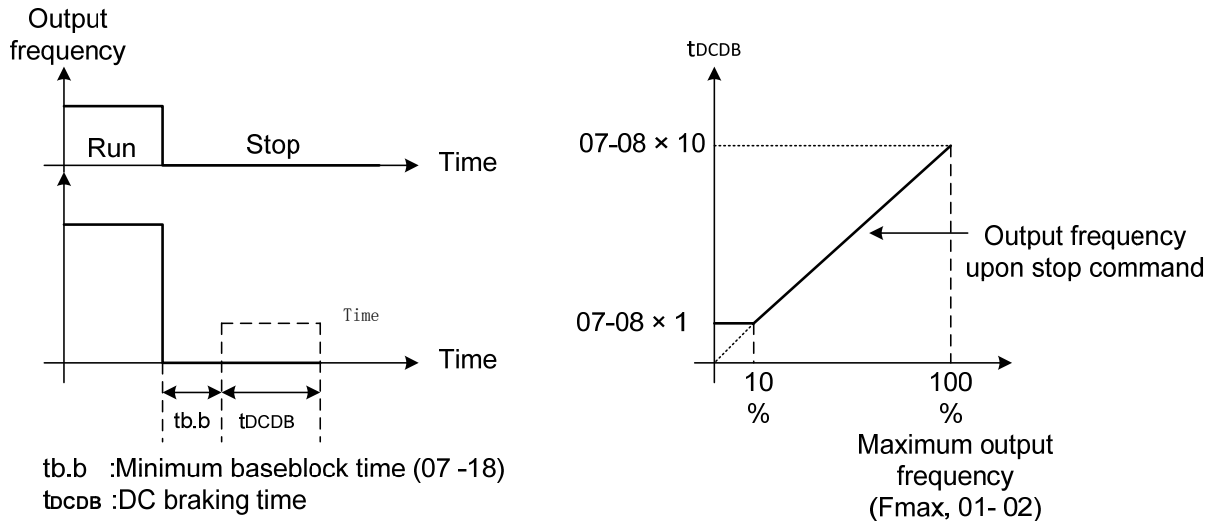 Output
frequency
Run
Stop
Time
Time
Time
tb.b
tDCDB
tb.b :Minimum baseblock time (07 -18)
tDCDB :DC braking time
tDCDB
07-08 × 10
07-08 × 1
Output frequency
upon stop command
10
%
100
%
Maximum output
frequency
(Fmax, 01- 02)